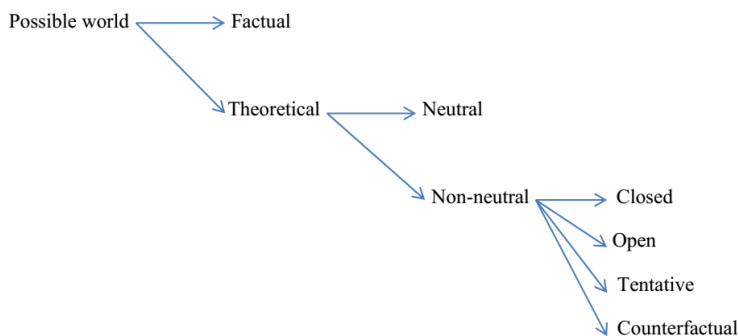 Possible world
Factual
Theoretical
Neutral
Non-neutral
Closed
Open
Tentative
Counterfactual